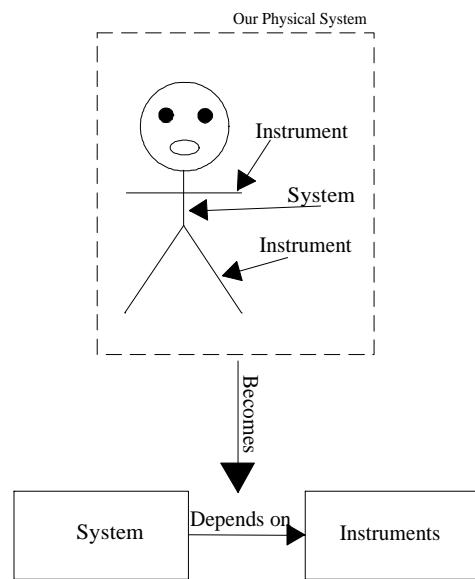 Our Physical System
Instrument
System
Instrument
Becomes
System
Depends on
Instruments